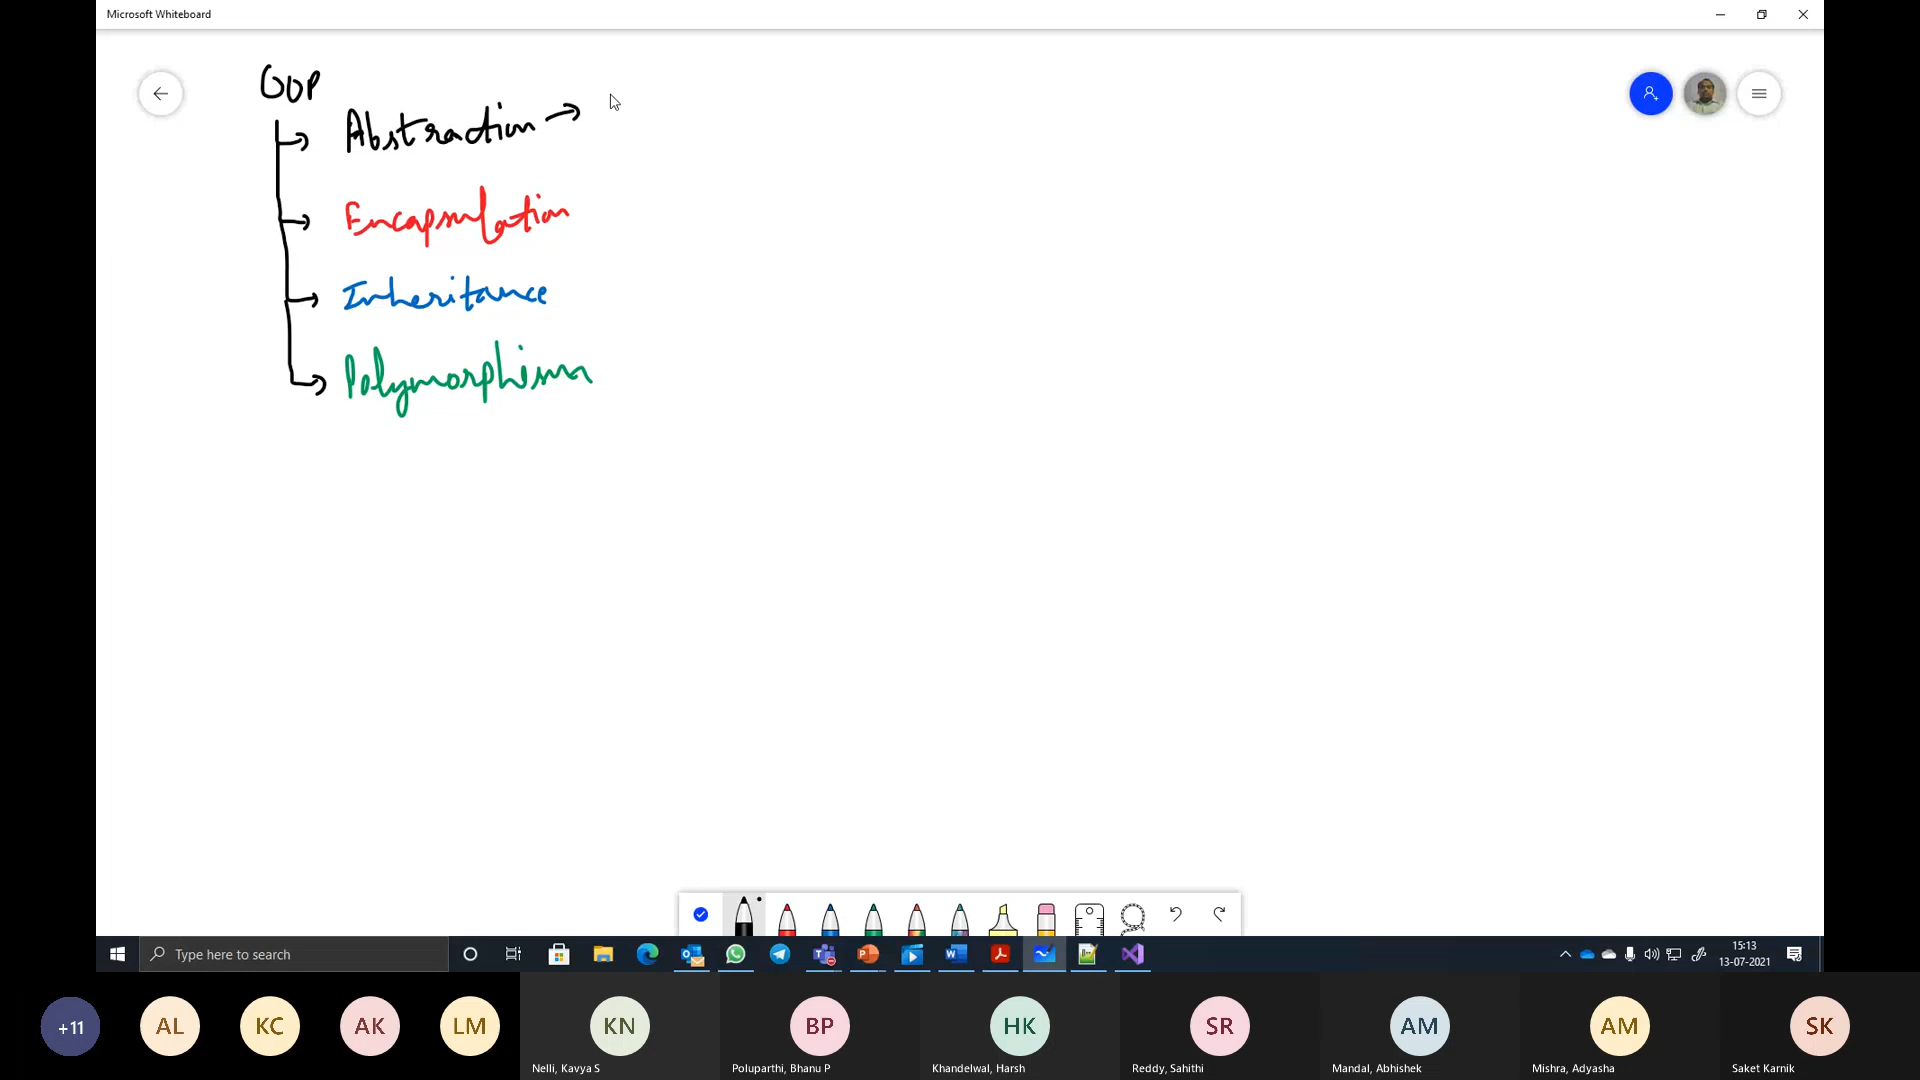 Microsoft Whiteboard
OOP
Abstraction →
Encapsulation
Inheritance
Polymorphism
Type here to search
15:13
13-07-2021
+11
AL
KC
AK
LM
KN
BP
HK
SR
AM
AM
SK
Nelli, Kavya S
Poluparthi, Bhanu P
Khandelwal, Harsh
Reddy, Sahithi
Mandal, Abhishek
Mishra, Adyasha
Saket Karnik